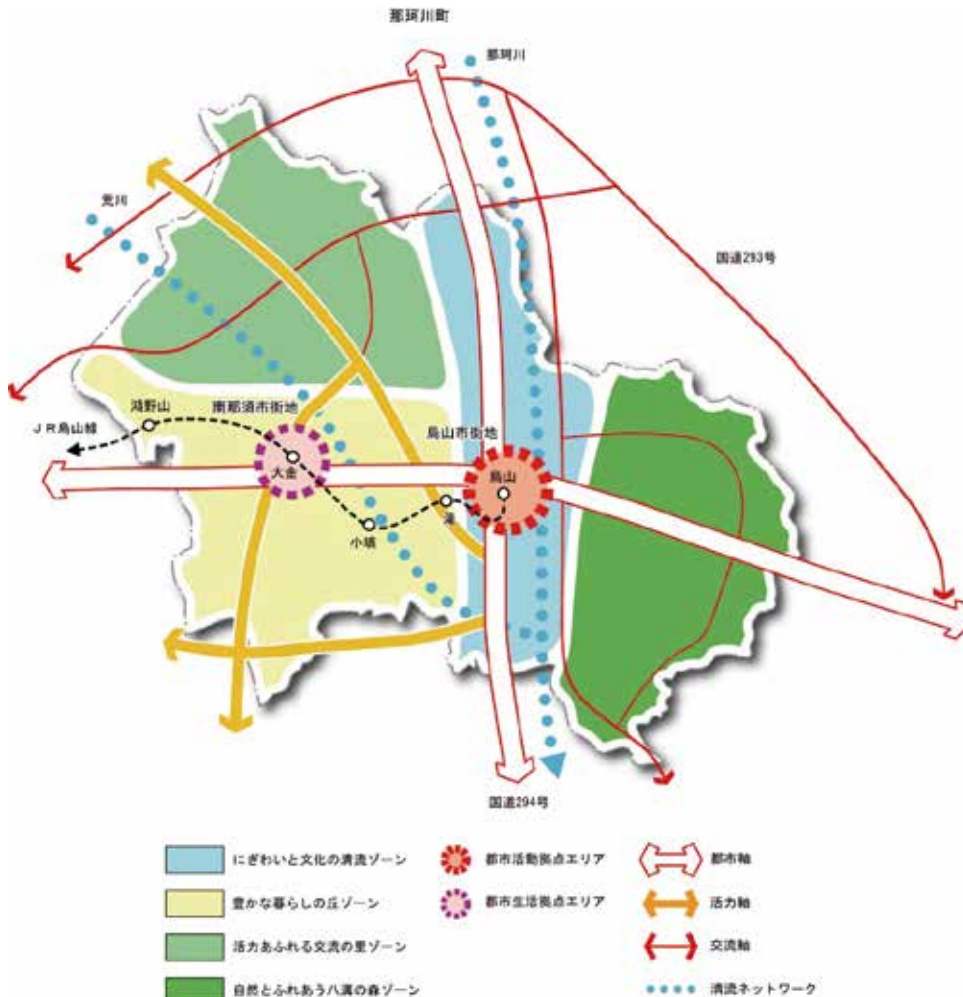 那珂川町
那珂川
荒川
国道293号
鴻野山
南那須市街地
JR烏山線
烏山市街地
大金
烏山
滝
小塙
国道294号
にぎわいと文化の清流ゾーン
都市活動拠点エリア
都市軸
豊かな暮らしの丘ゾーン
都市生活拠点エリア
活力軸
活力あふれる交流の里ゾーン
交流軸
自然とふれあう八溝の森ゾーン
清流ネットワーク